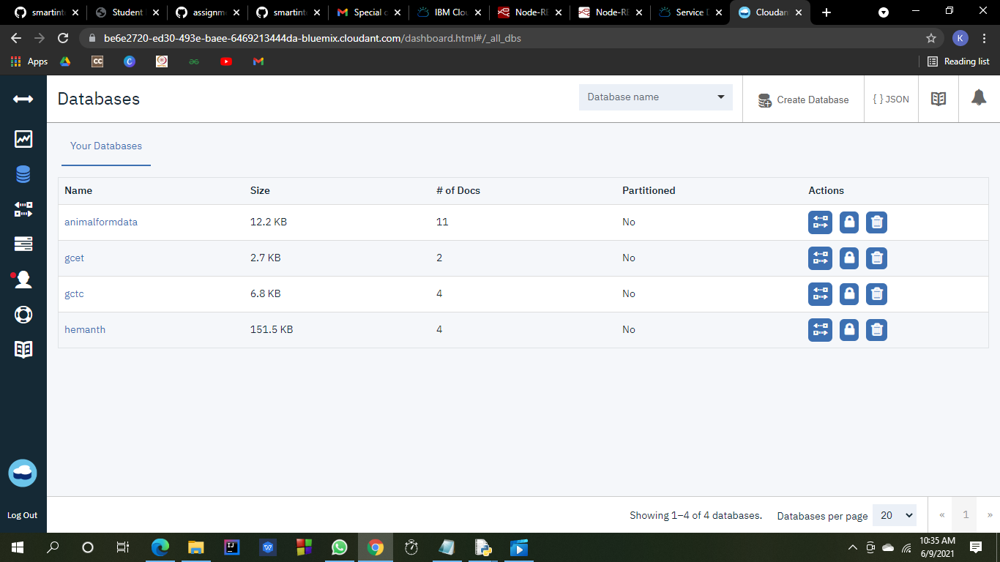 smartint Student assignme smartint Special c IBM Clou Node-RE Node-RE Service D Cloudan
be6e2720-ed30-493e-baee-6469213444da-bluemix.cloudant.com/dashboard.html#/_all_dbs K
Apps CC C Reading list
Databases Database name Create Database { } JSON
Your Databases
Name Size # of Docs Partitioned Actions
animalformdata 12.2 KB 11 No
gcet 2.7 KB 2 No
gctc 6.8 KB 4 No
hemanth 151.5 KB 4 No
Log Out Showing 1–4 of 4 databases. Databases per page 20 « 1 »
10:35 AM
6/9/2021